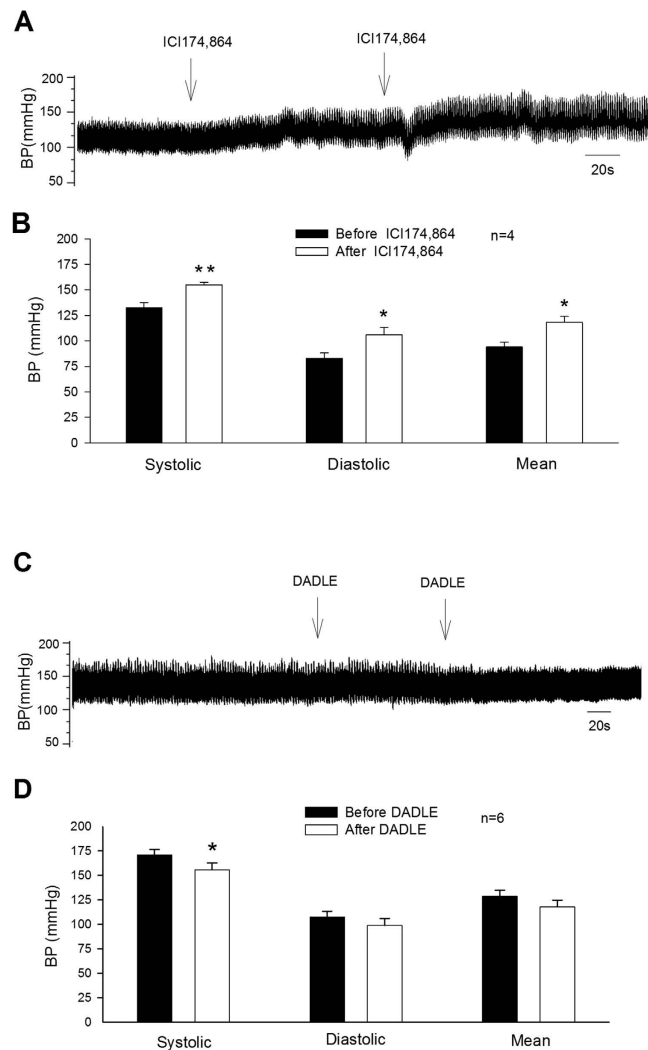 A
ICI174,864 ICI174,864
BP(mmHg)
200
150
100
50
20s
B
Before ICI174,864 n=4
After ICI174,864
BP (mmHg)
200
175
150
125
100
75
50
25
0
**
*
*
Systolic Diastolic Mean
C
DADLE DADLE
BP(mmHg)
200
150
100
50
20s
D
Before DADLE n=6
After DADLE
BP (mmHg)
200
175
150
125
100
75
50
25
0
*
Systolic Diastolic Mean